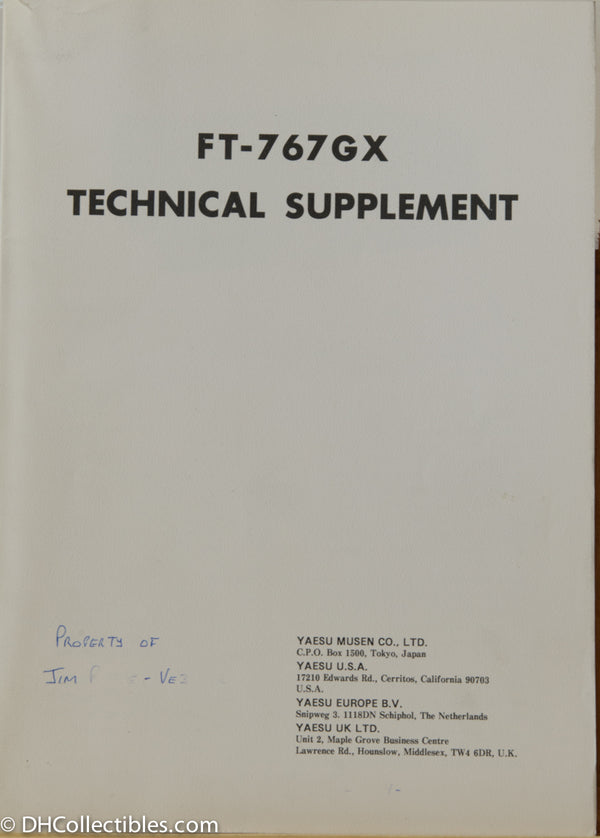 FT-767GX
TECHNICAL SUPPLEMENT
PROPERTY OF
JIM - VE3
YAESU MUSEN CO., LTD.
C.P.O. Box 1500, Tokyo, Japan
YAESU U.S.A.
17210 Edwards Rd., Cerritos, California 90703
U.S.A.
YAESU EUROPE B.V.
Snipweg 3. 1118DN Schiphol, The Netherlands
YAESU UK LTD.
Unit 2, Maple Grove Business Centre
Lawrence Rd., Hounslow, Middlesex, TW4 6DR, U.K.
© DHCollectibles.com